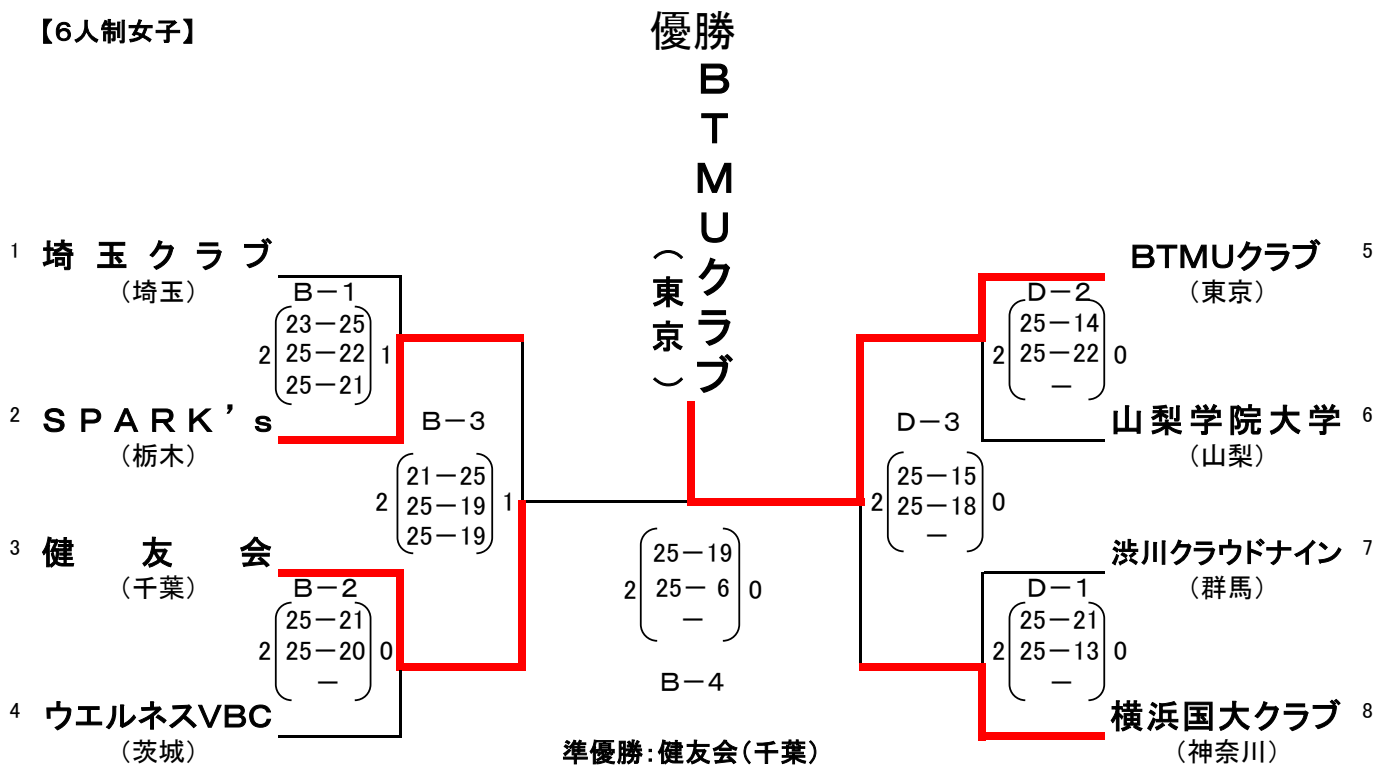 【6人制女子】
優勝
BTMUクラブ
（東京）
1 埼玉クラブ
（埼玉）
B－1
2 23－25 1
25－22
25－21
2 SPARK’s
（栃木）
B－3
2 21－25 1
25－19
25－19
3 健友会
（千葉）
B－2
2 25－21 0
25－20
－
4 ウエルネスVBC
（茨城）
2 25－19 0
25－ 6
－
B－4
準優勝：健友会（千葉）
BTMUクラブ 5
（東京）
D－2
2 25－14 0
25－22
－
山梨学院大学 6
（山梨）
D－3
2 25－15 0
25－18
－
渋川クラウドナイン 7
（群馬）
D－1
2 25－21 0
25－13
－
横浜国大クラブ 8
（神奈川）